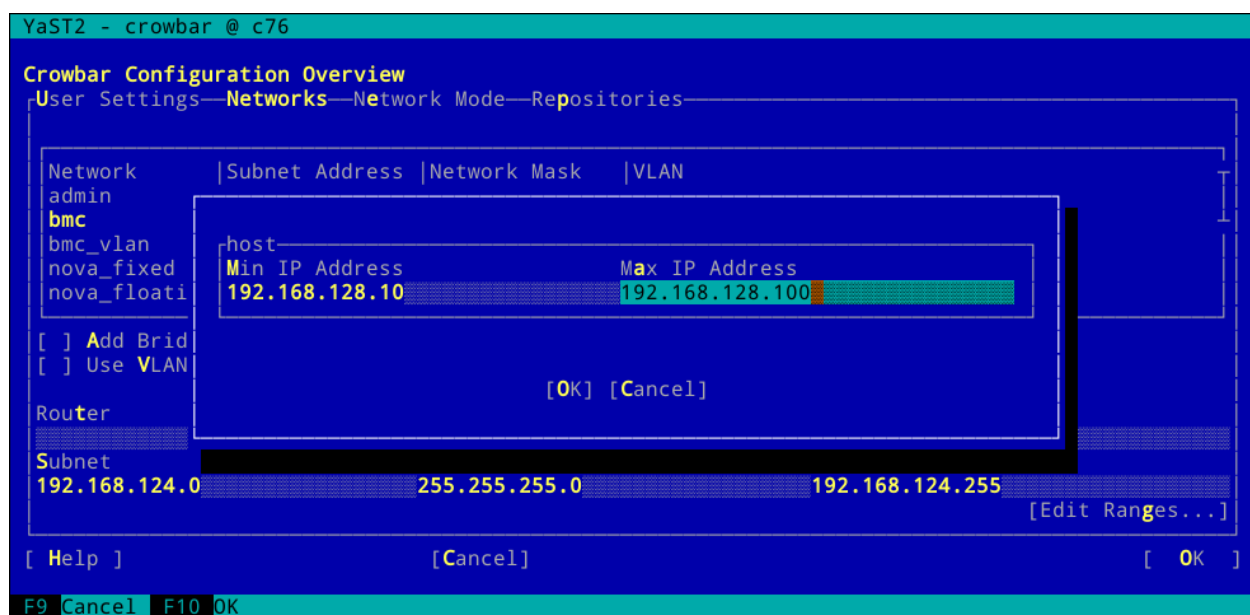 YaST2 - crowbar @ c76
Crowbar Configuration Overview
User Settings Networks Network Mode Repositories
Network Subnet Address Network Mask VLAN
admin
bmc
bmc_vlan host
nova_fixed Min IP Address Max IP Address
nova_floati 192.168.128.10 192.168.128.100
[ ] Add Brid
[ ] Use VLAN
[OK] [Cancel]
Router
Subnet
192.168.124.0 255.255.255.0 192.168.124.255
[Edit Ranges...]
[ Help ] [Cancel] [ OK ]
F9 Cancel F10 OK